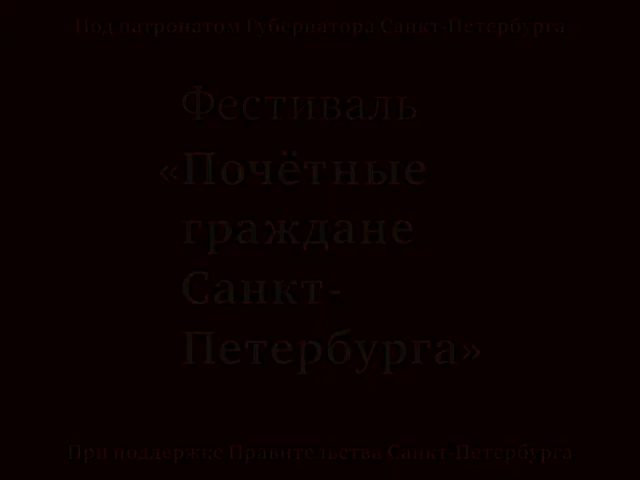 Под патронатом Губернатора Санкт-Петербурга
Фестиваль
«Почётные
граждане
Санкт-
Петербурга»
При поддержке Правительства Санкт-Петербурга